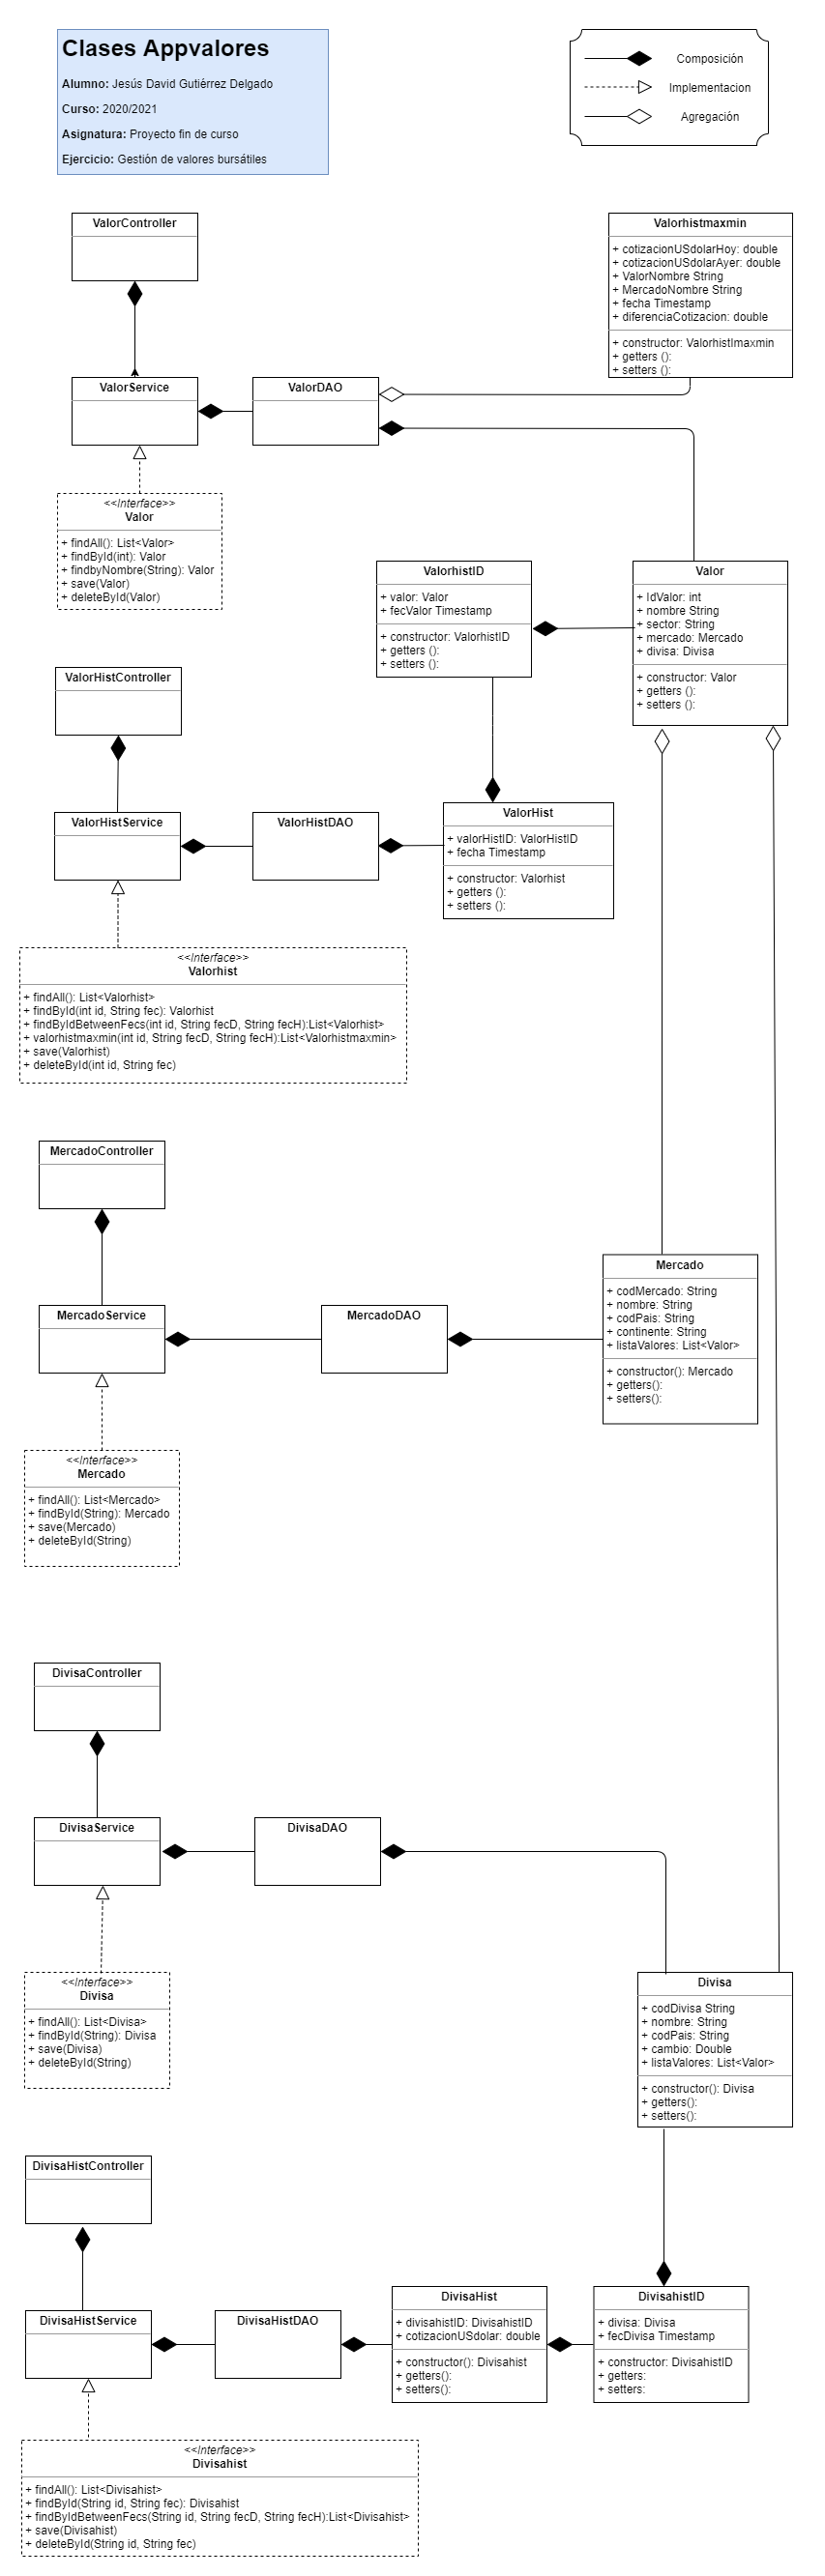 Clases Appvalores
Alumno: Jesús David Gutiérrez Delgado
Curso: 2020/2021
Asignatura: Proyecto fin de curso
Ejercicio: Gestión de valores bursátiles
Composición
Implementacion
Agregación
ValorController
Valorhistmaxmin
+ cotizacionUSdolarHoy: double
+ cotizacionUSdolarAyer: double
+ ValorNombre String
+ MercadoNombre String
+ fecha Timestamp
+ diferenciaCotizacion: double
+ constructor: ValorhistImaxmin
+ getters ():
+ setters ():
ValorService
ValorDAO
<<Interface>>
Valor
+ findAll(): List<Valor>
+ findById(int): Valor
+ findbyNombre(String): Valor
+ save(Valor)
+ deleteById(Valor)
ValorhistID
+ valor: Valor
+ fecValor Timestamp
+ constructor: ValorhistID
+ getters ():
+ setters ():
Valor
+ IdValor: int
+ nombre String
+ sector: String
+ mercado: Mercado
+ divisa: Divisa
+ constructor: Valor
+ getters ():
+ setters ():
ValorHistController
ValorHistService
ValorHistDAO
ValorHist
+ valorHistID: ValorHistID
+ fecha Timestamp
+ constructor: Valorhist
+ getters ():
+ setters ():
<<Interface>>
Valorhist
+ findAll(): List<Valorhist>
+ findById(int id, String fec): Valorhist
+ findByIdBetweenFecs(int id, String fecD, String fecH):List<Valorhist>
+ valorhistmaxmin(int id, String fecD, String fecH):List<Valorhistmaxmin>
+ save(Valorhist)
+ deleteById(int id, String fec)
MercadoController
MercadoService
MercadoDAO
Mercado
+ codMercado: String
+ nombre: String
+ codPais: String
+ continente: String
+ listaValores: List<Valor>
+ constructor(): Mercado
+ getters():
+ setters():
<<Interface>>
Mercado
+ findAll(): List<Mercado>
+ findById(String): Mercado
+ save(Mercado)
+ deleteById(String)
DivisaController
DivisaService
DivisaDAO
<<Interface>>
Divisa
+ findAll(): List<Divisa>
+ findById(String): Divisa
+ save(Divisa)
+ deleteById(String)
Divisa
+ codDivisa String
+ nombre: String
+ codPais: String
+ cambio: Double
+ listaValores: List<Valor>
+ constructor(): Divisa
+ getters():
+ setters():
DivisaHistController
DivisaHistService
DivisaHistDAO
DivisaHist
+ divisahistID: DivisahistID
+ cotizacionUSdolar: double
+ constructor(): Divisahist
+ getters():
+ setters():
DivisahistID
+ divisa: Divisa
+ fecDivisa Timestamp
+ constructor: DivisahistID
+ getters:
+ setters:
<<Interface>>
Divisahist
+ findAll(): List<Divisahist>
+ findById(String id, String fec): Divisahist
+ findByIdBetweenFecs(String id, String fecD, String fecH):List<Divisahist>
+ save(Divisahist)
+ deleteById(String id, String fec)